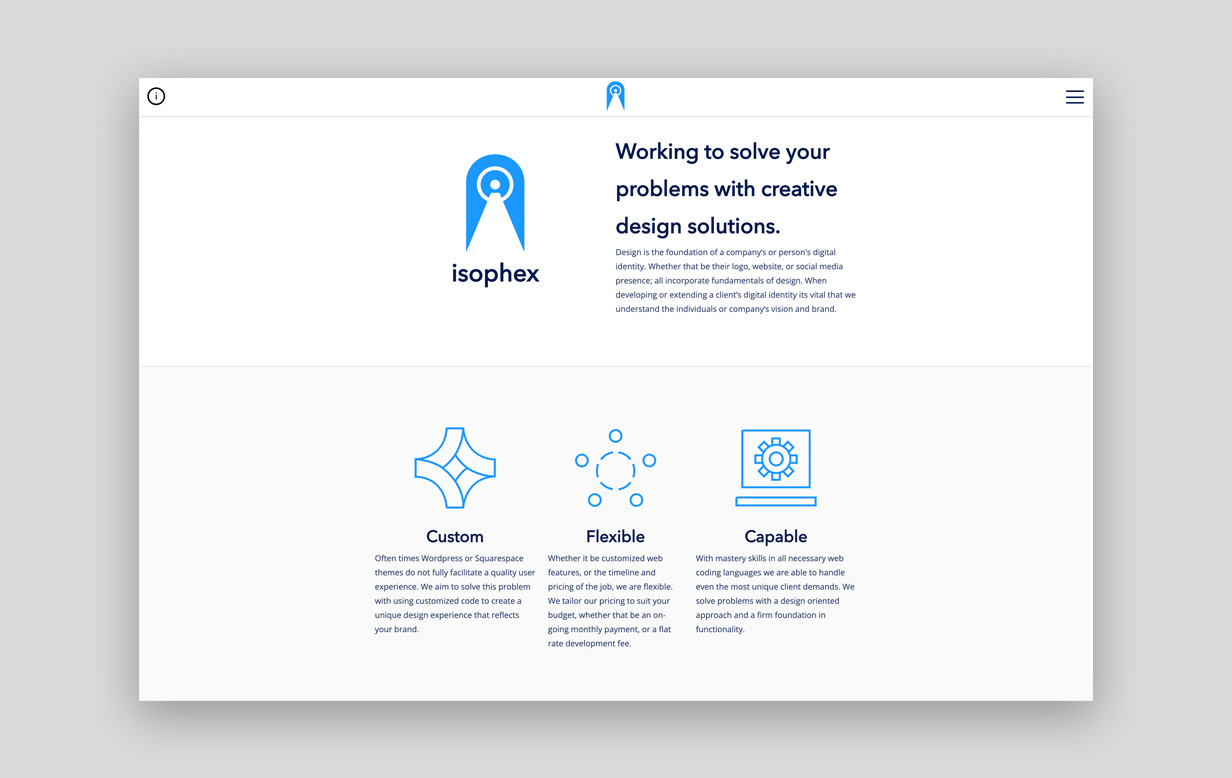 i
isophex
Working to solve your
problems with creative
design solutions.
Design is the foundation of a company's or person's digital
identity. Whether that be their logo, website, or social media
presence; all incorporate fundamentals of design. When
developing or extending a client's digital identity its vital that we
understand the individuals or company's vision and brand.
Custom
Often times Wordpress or Squarespace
themes do not fully facilitate a quality user
experience. We aim to solve this problem
with using customized code to create a
unique design experience that reflects
your brand.
Flexible
Whether it be customized web
features, or the timeline and
pricing of the job, we are flexible.
We tailor our pricing to suit your
budget, whether that be an on-
going monthly payment, or a flat
rate development fee.
Capable
With mastery skills in all necessary web
coding languages we are able to handle
even the most unique client demands. We
solve problems with a design oriented
approach and a firm foundation in
functionality.